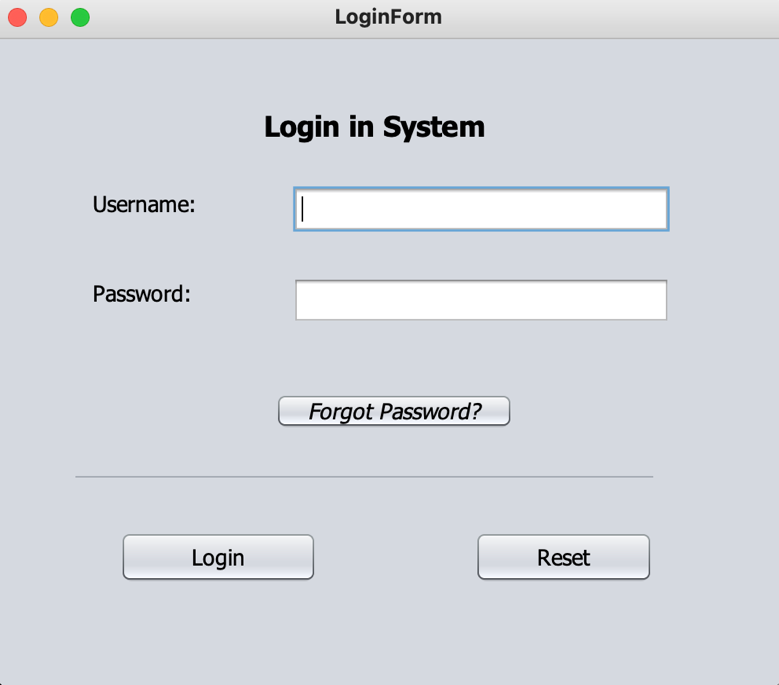 LoginForm
Login in System
Username:
Password:
Forgot Password?
Login
Reset